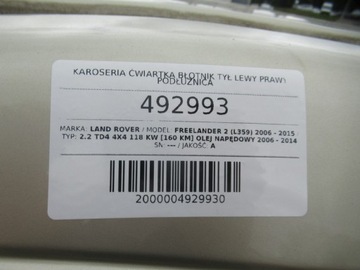 KAROSERIA ĆWIARTKA BŁOTNIK TYŁ LEWY PRAWY
PODŁUŻNICA
492993
MARKA: LAND ROVER / MODEL: FREELANDER 2 (L359) 2006 - 2015
TYP: 2.2 TD4 4X4 118 KW [160 KM] OLEJ NAPĘDOWY 2006 - 2014
SN: --- / JAKOŚĆ: A
2000004929930